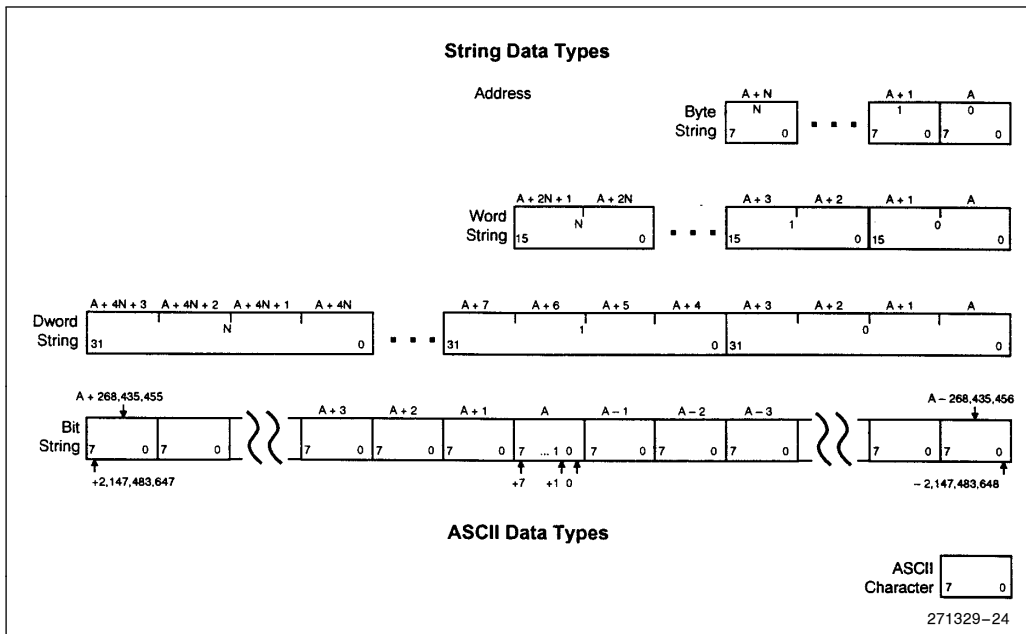 String Data Types
Address
A + N A + 1 A
Byte String
N 1 0
7 0 . . . 7 0 7 0
A + 2N + 1 A + 2N A + 3 A + 2 A + 1 A
Word String
N 1 0
15 0 . . . 15 0 15 0
A + 4N + 3 A + 4N + 2 A + 4N + 1 A + 4N A + 7 A + 6 A + 5 A + 4 A + 3 A + 2 A + 1 A
Dword String
N 1 0
31 0 . . . 31 0 31 0
A + 268,435,455 A − 268,435,456
A + 3 A + 2 A + 1 A A − 1 A − 2 A − 3
Bit String
7 0 7 0 7 0 7 0 7 0 7 ... 1 0 7 0 7 0 7 0 7 0 7 0
+2,147,483,647 +7 +1 0 − 2,147,483,648
ASCII Data Types
ASCII Character
7 0
271329–24